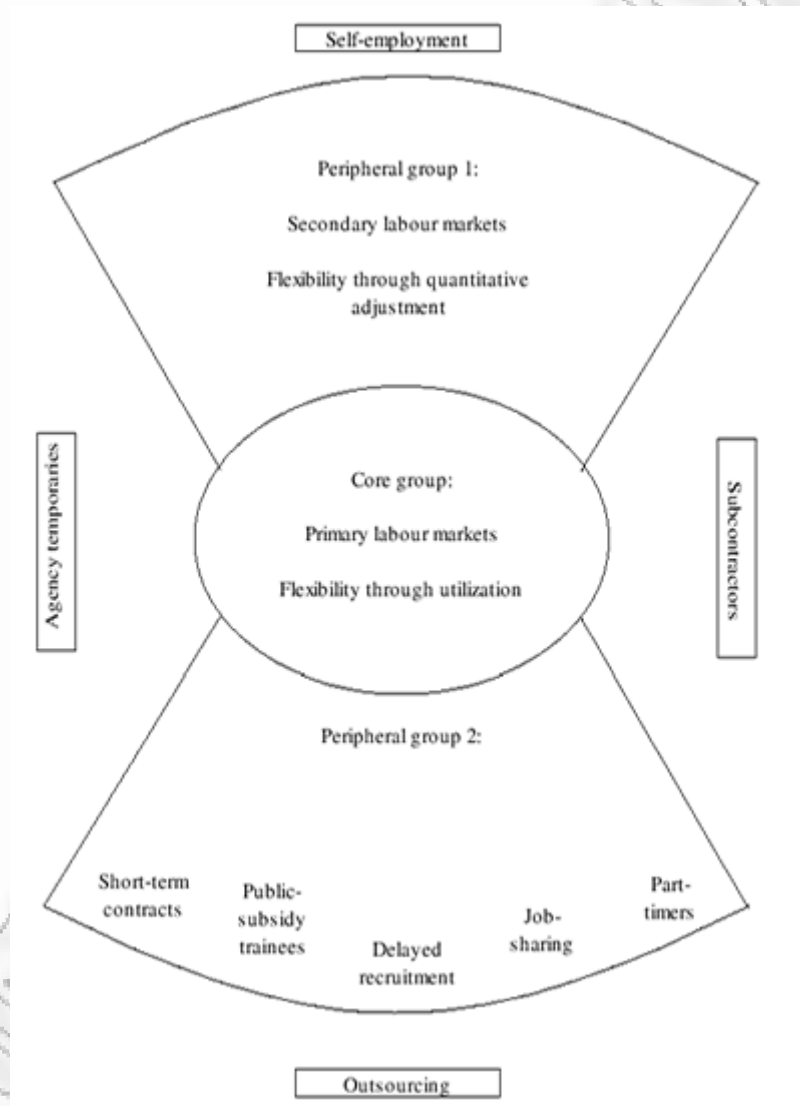 Self-employment
Peripheral group 1:
Secondary labour markets
Flexibility through quantitative
adjustment
Agency temporaries
Core group:
Primary labour markets
Flexibility through utilization
Subcontractors
Peripheral group 2:
Short-term
contracts
Public-
subsidy
trainees
Delayed
recruitment
Job-
sharing
Part-
timers
Outsourcing